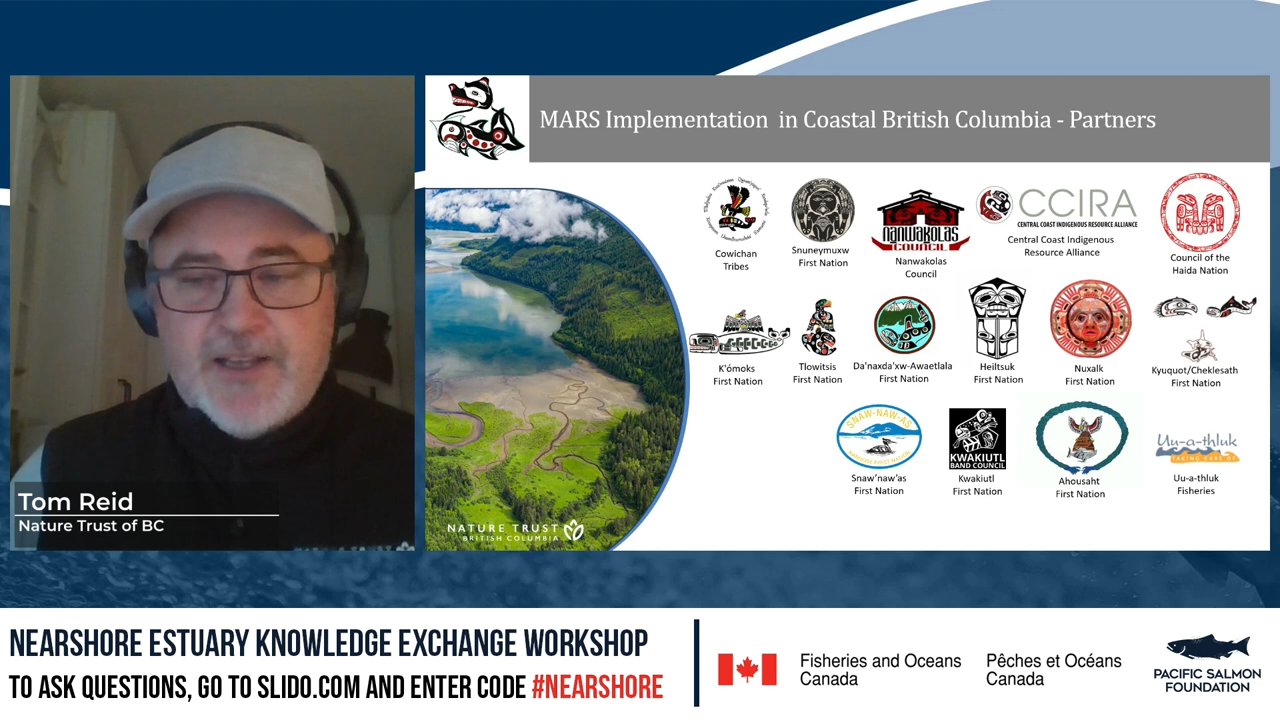 MARS Implementation in Coastal British Columbia - Partners
Cowichan
Tribes
Snuneymuxw
First Nation
NANWAKOLAS
COUNCIL
Nanwakolas
Council
CCIRA
CENTRAL COAST INDIGENOUS RESOURCE ALLIANCE
Central Coast Indigenous
Resource Alliance
Council of the
Haida Nation
K'ómoks
First Nation
Tlowitsis
First Nation
Da'naxda'xw-Awaetlala
First Nation
Heiltsuk
First Nation
Nuxalk
First Nation
Kyuquot/Cheklesath
First Nation
SNAW-NAW-AS
Snaw'naw'as
First Nation
KWAKIUTL
BAND COUNCIL
Kwakiutl
First Nation
Ahousaht
First Nation
Uu-a-thluk
TAKING CARE OF
Uu-a-thluk
Fisheries
NATURE TRUST
BRITISH COLUMBIA
Tom Reid
Nature Trust of BC
NEARSHORE ESTUARY KNOWLEDGE EXCHANGE WORKSHOP
TO ASK QUESTIONS, GO TO SLIDO.COM AND ENTER CODE #NEARSHORE
Fisheries and Oceans
Canada
Pêches et Océans
Canada
PACIFIC SALMON
FOUNDATION